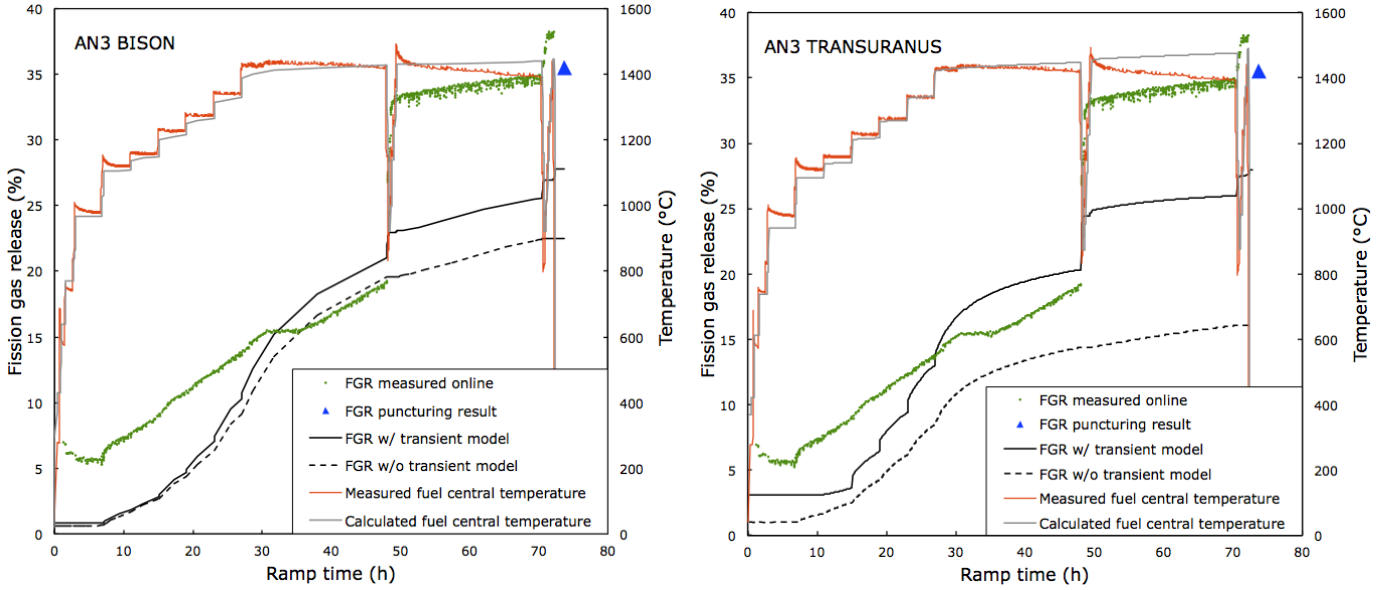 AN3 BISON
Fission gas release (%)
40
35
30
25
20
15
10
5
0
1600
1400
1200
1000
800
600
400
200
0
Temperature (°C)
FGR measured online
FGR puncturing result
FGR w/ transient model
FGR w/o transient model
Measured fuel central temperature
Calculated fuel central temperature
0 10 20 30 40 50 60 70 80
Ramp time (h)
AN3 TRANSURANUS
Fission gas release (%)
40
35
30
25
20
15
10
5
0
1600
1400
1200
1000
800
600
400
200
0
Temperature (°C)
FGR measured online
FGR puncturing result
FGR w/ transient model
FGR w/o transient model
Measured fuel central temperature
Calculated fuel central temperature
0 10 20 30 40 50 60 70 80
Ramp time (h)